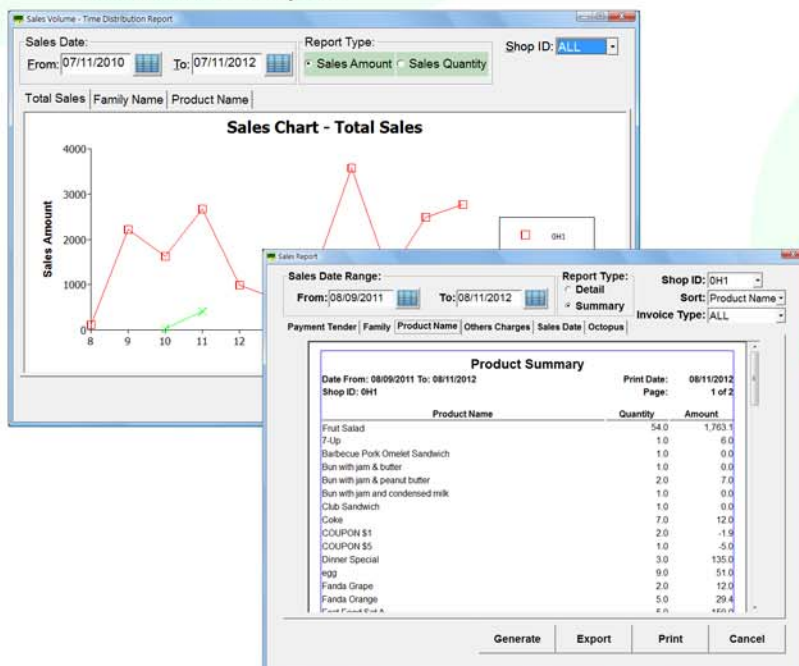 Sales Volume - Time Distribution Report
Sales Date:
From: 07/11/2010 To: 07/11/2012
Report Type:
Sales Amount Sales Quantity
Shop ID: ALL
Total Sales Family Name Product Name
Sales Chart - Total Sales
Sales Amount
4000
3000
2000
1000
0
8 9 10 11 12
0H1
Sales Report
Sales Date Range:
From: 08/09/2011 To: 08/11/2012
Report Type:
Detail
Summary
Shop ID: 0H1
Sort: Product Name
Invoice Type: ALL
Payment Tender Family Product Name Others Charges Sales Date Octopus
Product Summary
Date From: 08/09/2011 To: 08/11/2012 Print Date: 08/11/2012
Shop ID: 0H1 Page: 1 of 2
Product Name Quantity Amount
Fruit Salad 54.0 1,763.1
7-Up 1.0 6.0
Barbecue Pork Omelet Sandwich 1.0 0.0
Bun with jam & butter 1.0 0.0
Bun with jam & peanut butter 2.0 7.0
Bun with jam and condensed milk 1.0 0.0
Club Sandwich 1.0 0.0
Coke 7.0 12.0
COUPON $1 2.0 -1.9
COUPON $5 1.0 -5.0
Dinner Special 3.0 135.0
egg 9.0 51.0
Fanda Grape 2.0 12.0
Fanda Orange 5.0 29.4
Generate Export Print Cancel